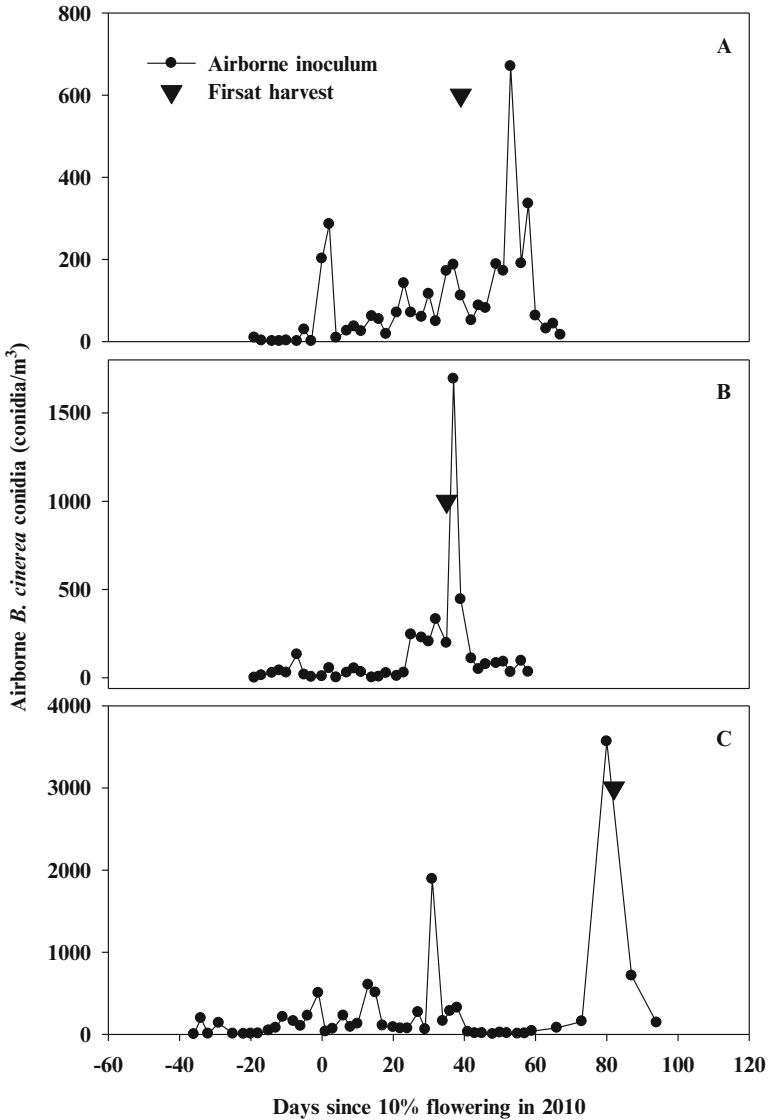 800
A
Airborne inoculum
Firsat harvest
600
400
200
0
B
1500
1000
500
0
Airborne B. cinerea conidia (conidia/m³)
4000
C
3000
2000
1000
0
-60 -40 -20 0 20 40 60 80 100 120
Days since 10% flowering in 2010